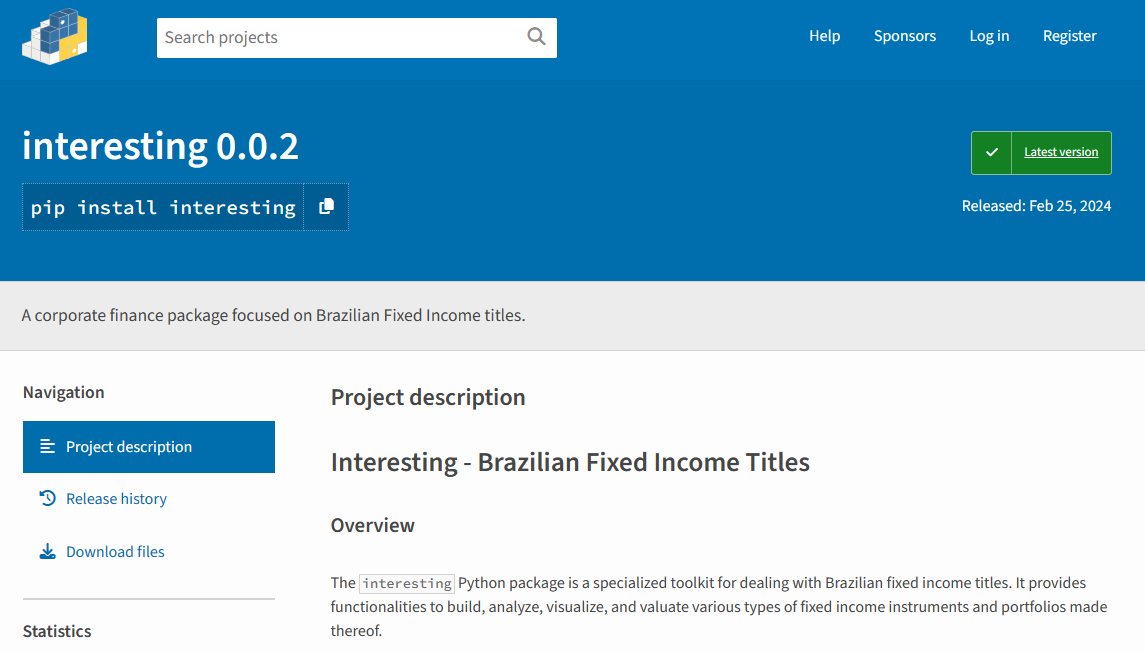 Search projects
Help
Sponsors
Log in
Register
interesting 0.0.2
pip install interesting
Latest version
Released: Feb 25, 2024
A corporate finance package focused on Brazilian Fixed Income titles.
Navigation
Project description
Release history
Download files
Statistics
Project description
Interesting - Brazilian Fixed Income Titles
Overview
The interesting Python package is a specialized toolkit for dealing with Brazilian fixed income titles. It provides
functionalities to build, analyze, visualize, and valuate various types of fixed income instruments and portfolios made
thereof.